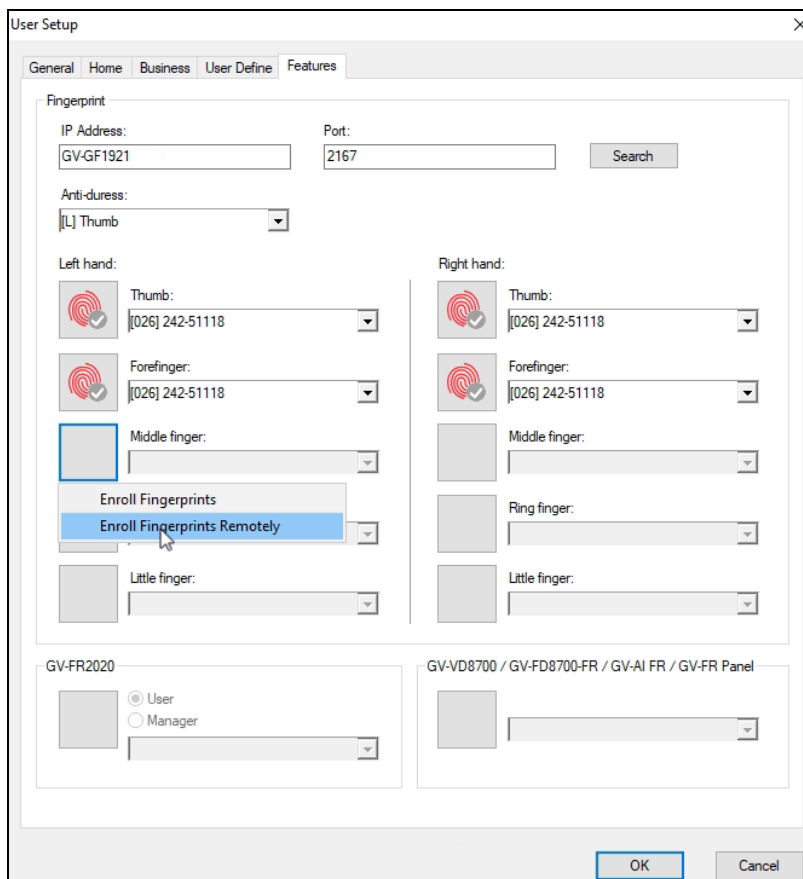 User Setup
General Home Business User Define Features
Fingerprint
IP Address: Port:
GV-GF1921 2167 Search
Anti-duress:
[L] Thumb
Left hand: Right hand:
Thumb: Thumb:
[026] 242-51118 [026] 242-51118
Forefinger: Forefinger:
[026] 242-51118 [026] 242-51118
Middle finger: Middle finger:
Enroll Fingerprints
Ring finger:
Enroll Fingerprints Remotely
Little finger: Little finger:
GV-FR2020 GV-VD8700 / GV-FD8700-FR / GV-AI FR / GV-FR Panel
User
Manager
OK Cancel